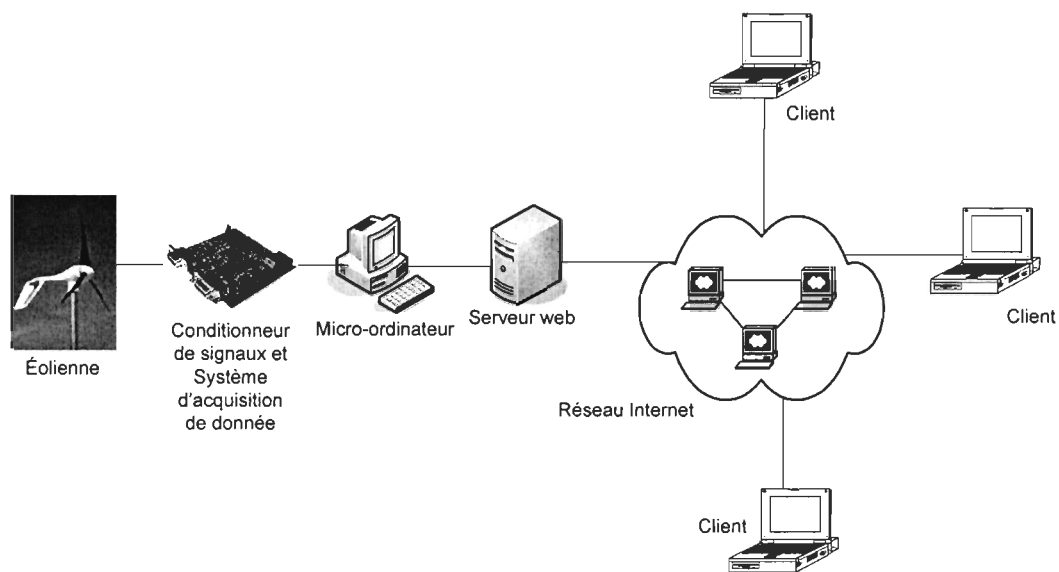 Client
Client
Éolienne
Conditionneur
de signaux et
Système
d'acquisition
de donnée
Micro-ordinateur
Serveur web
Réseau Internet
Client